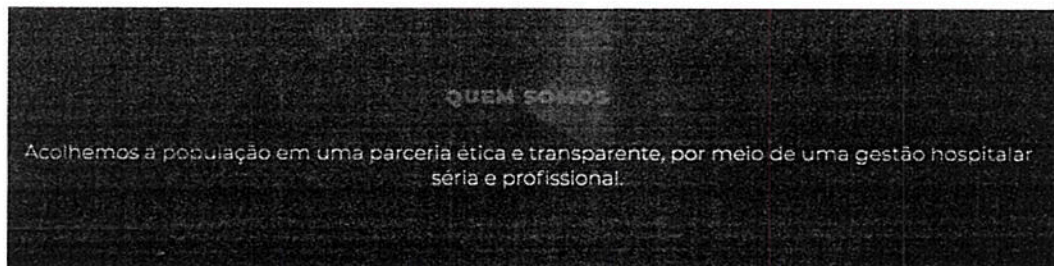 QUEM SOMOS
Acolhemos a população em uma parceria ética e transparente, por meio de uma gestão hospitalar
séria e profissional.